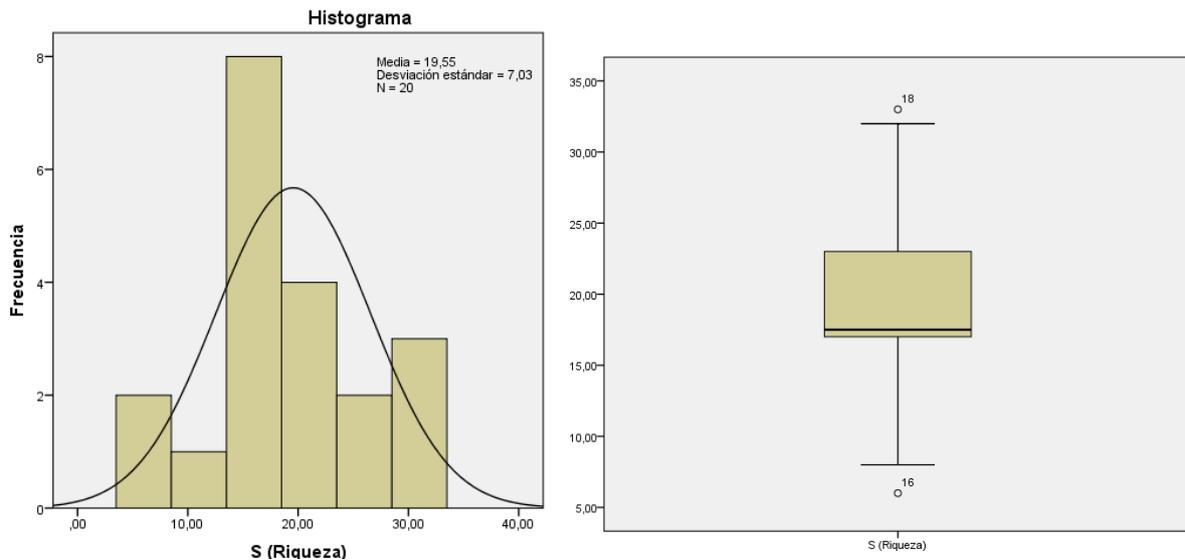 Histograma
Media = 19,55
Desviación estándar = 7,03
N = 20
8
6
4
2
0
Frecuencia
,00 10,00 20,00 30,00 40,00
S (Riqueza)
35,00
30,00
25,00
20,00
15,00
10,00
5,00
18
16
S (Riqueza)